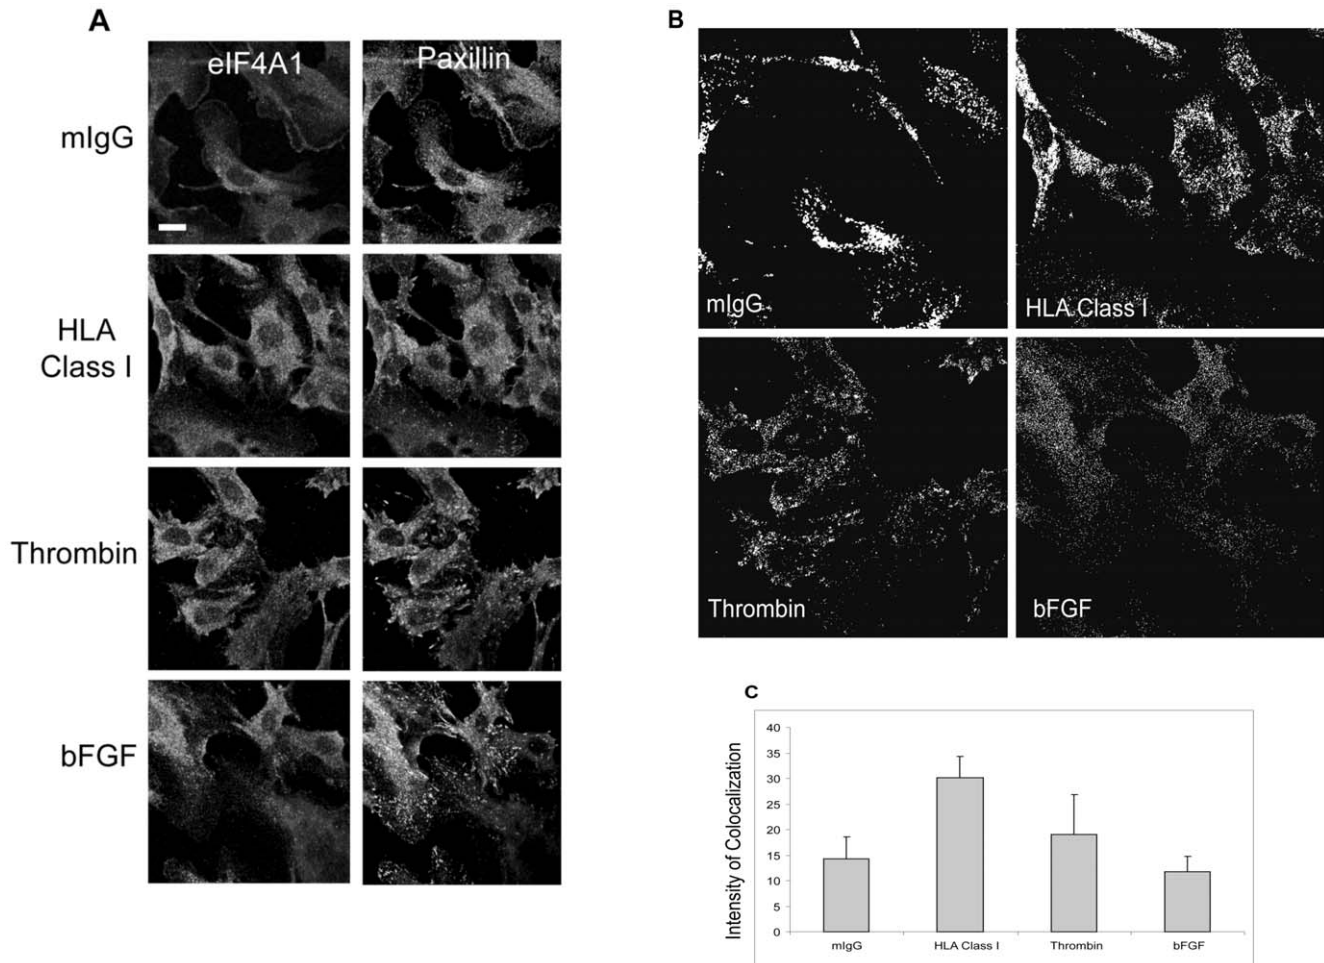 A
eIF4A1 Paxillin
mIgG
HLA
Class I
Thrombin
bFGF
B
mIgG HLA Class I
Thrombin bFGF
C
Intensity of Colocalization
40
35
30
25
20
15
10
5
0
mIgG HLA Class I Thrombin bFGF